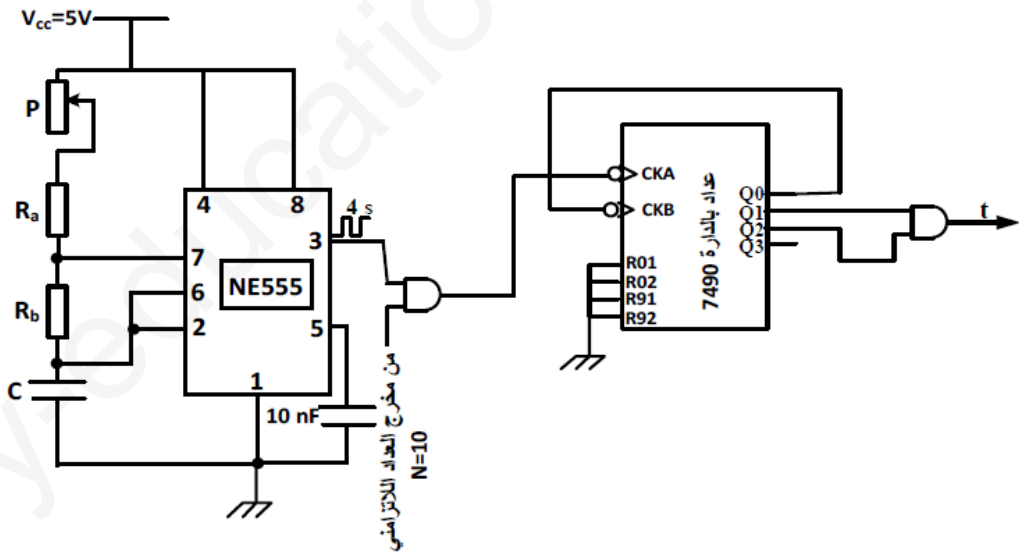 Vcc=5V
P
Ra
Rb
C
4
8
7
6
2
3
5
1
NE555
4 s
10 nF
من مخرج العداد اللاتزامني
N=10
CKA
CKB
R01
R02
R91
R92
عداد بالدارة 7490
Q0
Q1
Q2
Q3
t
y-education